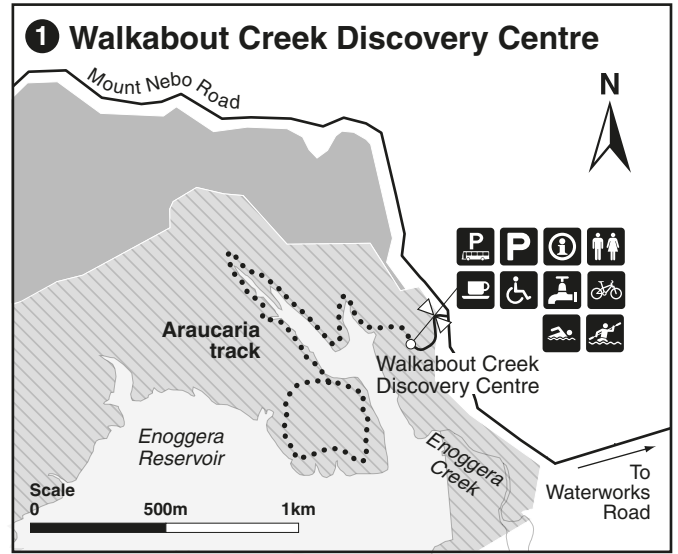 1 Walkabout Creek Discovery Centre
Mount Nebo Road
N
P
P
i
Araucaria
track
Walkabout Creek
Discovery Centre
Enoggera
Reservoir
Enoggera
Creek
To
Waterworks
Road
Scale
0 500m 1km